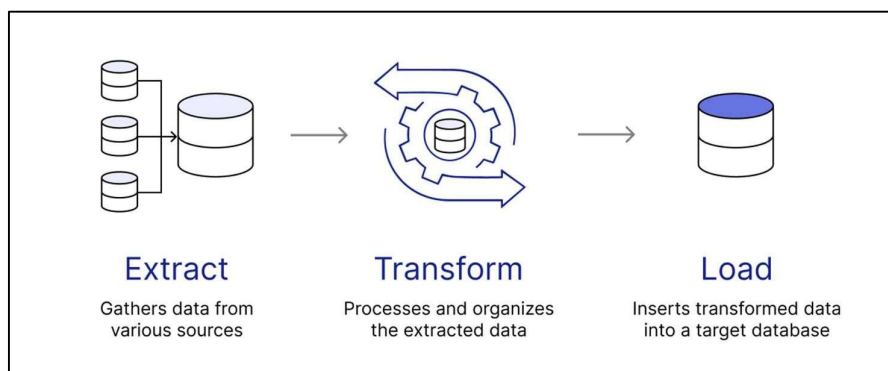 Extract
Gathers data from
various sources
Transform
Processes and organizes
the extracted data
Load
Inserts transformed data
into a target database